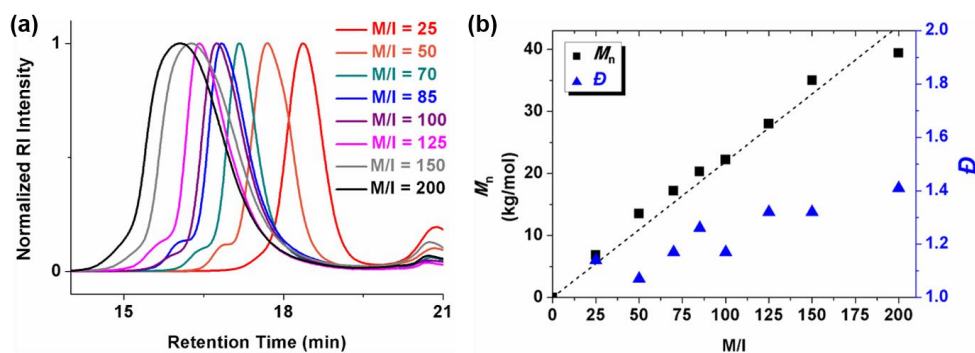 (a)
Normalized RI Intensity
1
0
15
18
21
Retention Time (min)
M/I = 25
M/I = 50
M/I = 70
M/I = 85
M/I = 100
M/I = 125
M/I = 150
M/I = 200
(b)
Mn
Đ
Mn
(kg/mol)
40
30
20
10
0
0
25
50
75
100
125
150
175
200
M/I
2.0
1.8
1.6
1.4
1.2
1.0
Đ